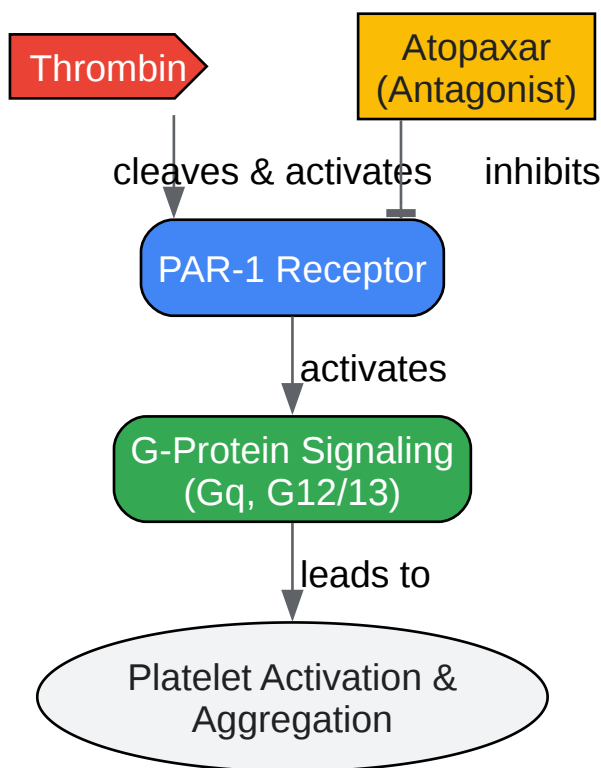 Thrombin
Atopaxar
(Antagonist)
cleaves & activates
inhibits
PAR-1 Receptor
activates
G-Protein Signaling
(Gq, G12/13)
leads to
Platelet Activation &
Aggregation